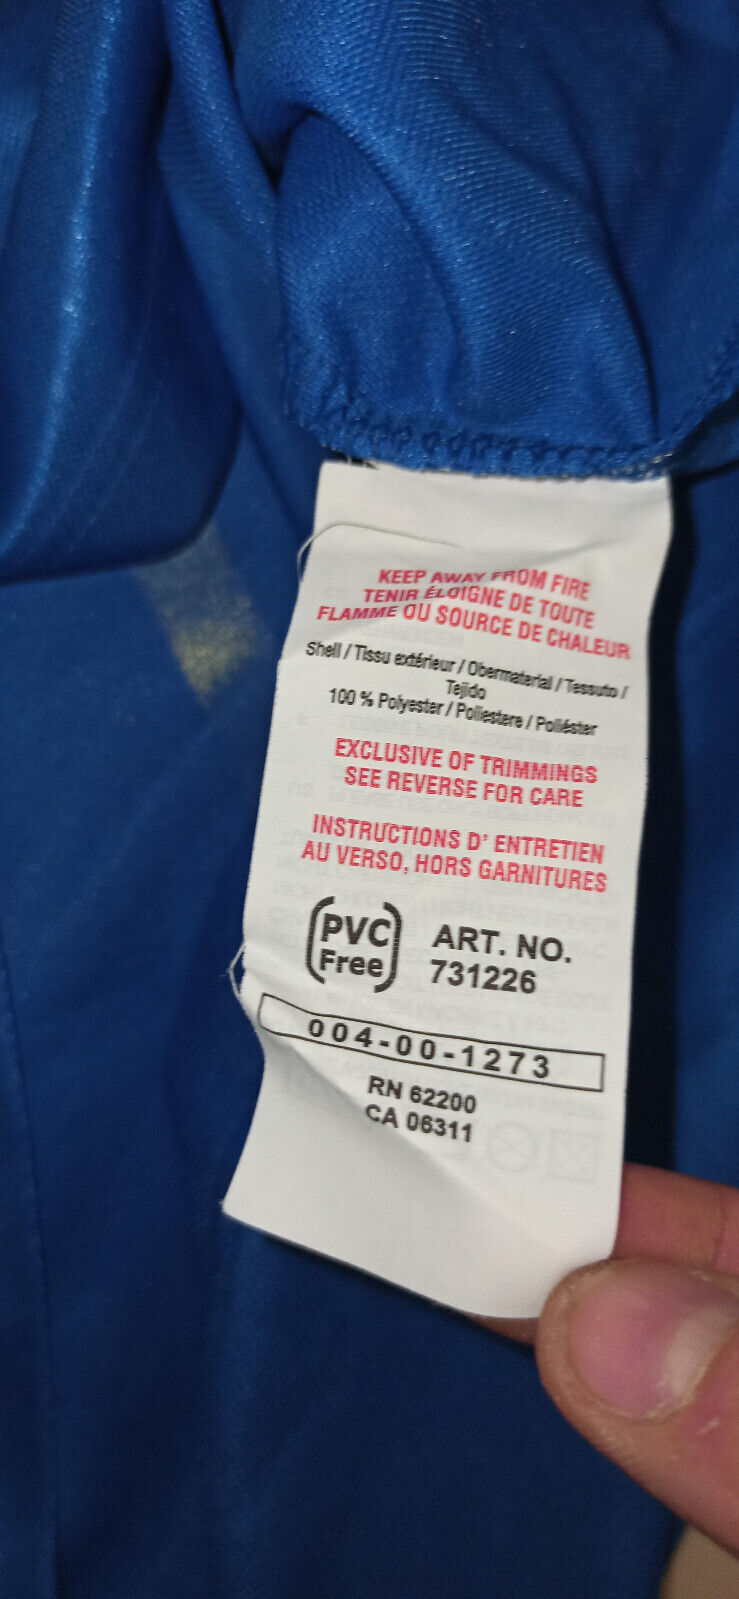 KEEP AWAY FROM FIRE
TENIR ÉLOIGNE DE TOUTE
FLAMME OU SOURCE DE CHALEUR
Shell / Tissu extérieur / Obermaterial / Tessuto /
Tejido
100 % Polyester / Poliestere / Poliéster
EXCLUSIVE OF TRIMMINGS
SEE REVERSE FOR CARE
INSTRUCTIONS D' ENTRETIEN
AU VERSO, HORS GARNITURES
PVC
Free
ART. NO.
731226
004-00-1273
RN 62200
CA 06311